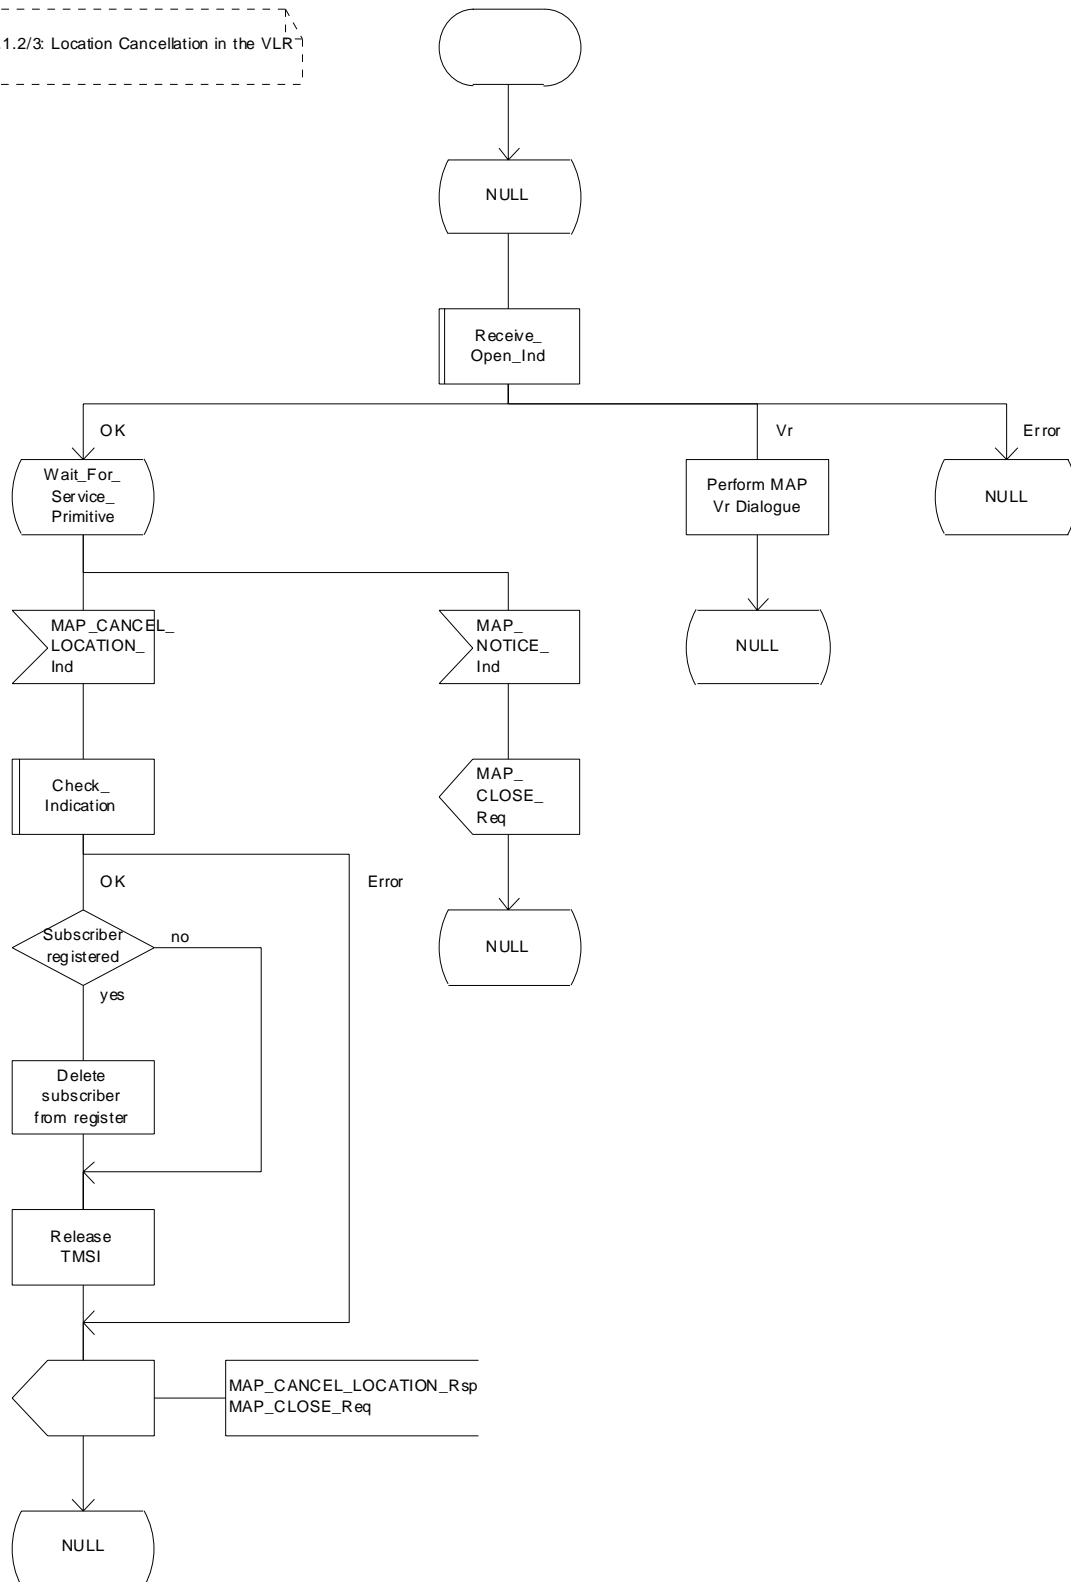 .1.2/3: Location Cancellation in the VLR
NULL
Receive_
Open_Ind
OK
Vr
Error
Wait_For_
Service_
Primitive
Perform MAP
Vr Dialogue
NULL
MAP_CANCEL_
LOCATION_
Ind
MAP_
NOTICE_
Ind
NULL
Check_
Indication
MAP_
CLOSE_
Req
OK
Error
Subscriber
registered
no
yes
NULL
Delete
subscriber
from register
Release
TMSI
MAP_CANCEL_LOCATION_Rsp
MAP_CLOSE_Req
NULL